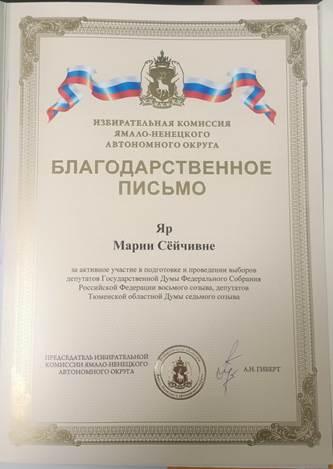 ИЗБИРАТЕЛЬНАЯ КОМИССИЯ
ЯМАЛО-НЕНЕЦКОГО
АВТОНОМНОГО ОКРУГА
БЛАГОДАРСТВЕННОЕ
ПИСЬМО
Яр
Марии Сёйчивне
за активное участие в подготовке и проведении выборов
депутатов Государственной Думы Федерального Собрания
Российской Федерации восьмого созыва, депутатов
Тюменской областной Думы седьмого созыва
ПРЕДСЕДАТЕЛЬ ИЗБИРАТЕЛЬНОЙ
КОМИССИИ ЯМАЛО-НЕНЕЦКОГО
АВТОНОМНОГО ОКРУГА
А.Н. ГИБЕРТ